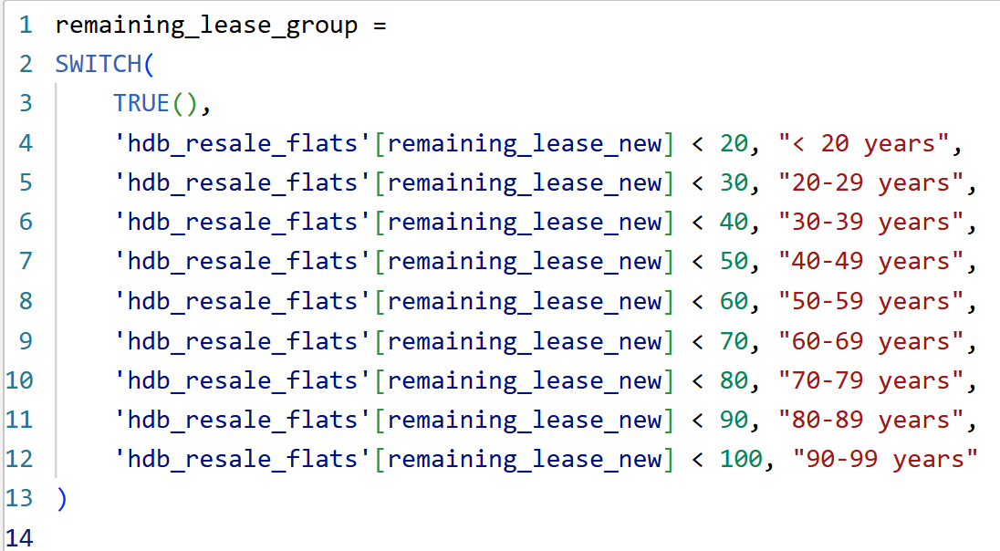 1 remaining_lease_group =
2 SWITCH(
3     TRUE(),
4     'hdb_resale_flats'[remaining_lease_new] < 20, "< 20 years",
5     'hdb_resale_flats'[remaining_lease_new] < 30, "20-29 years",
6     'hdb_resale_flats'[remaining_lease_new] < 40, "30-39 years",
7     'hdb_resale_flats'[remaining_lease_new] < 50, "40-49 years",
8     'hdb_resale_flats'[remaining_lease_new] < 60, "50-59 years",
9     'hdb_resale_flats'[remaining_lease_new] < 70, "60-69 years",
10     'hdb_resale_flats'[remaining_lease_new] < 80, "70-79 years",
11     'hdb_resale_flats'[remaining_lease_new] < 90, "80-89 years",
12     'hdb_resale_flats'[remaining_lease_new] < 100, "90-99 years"
13 )
14